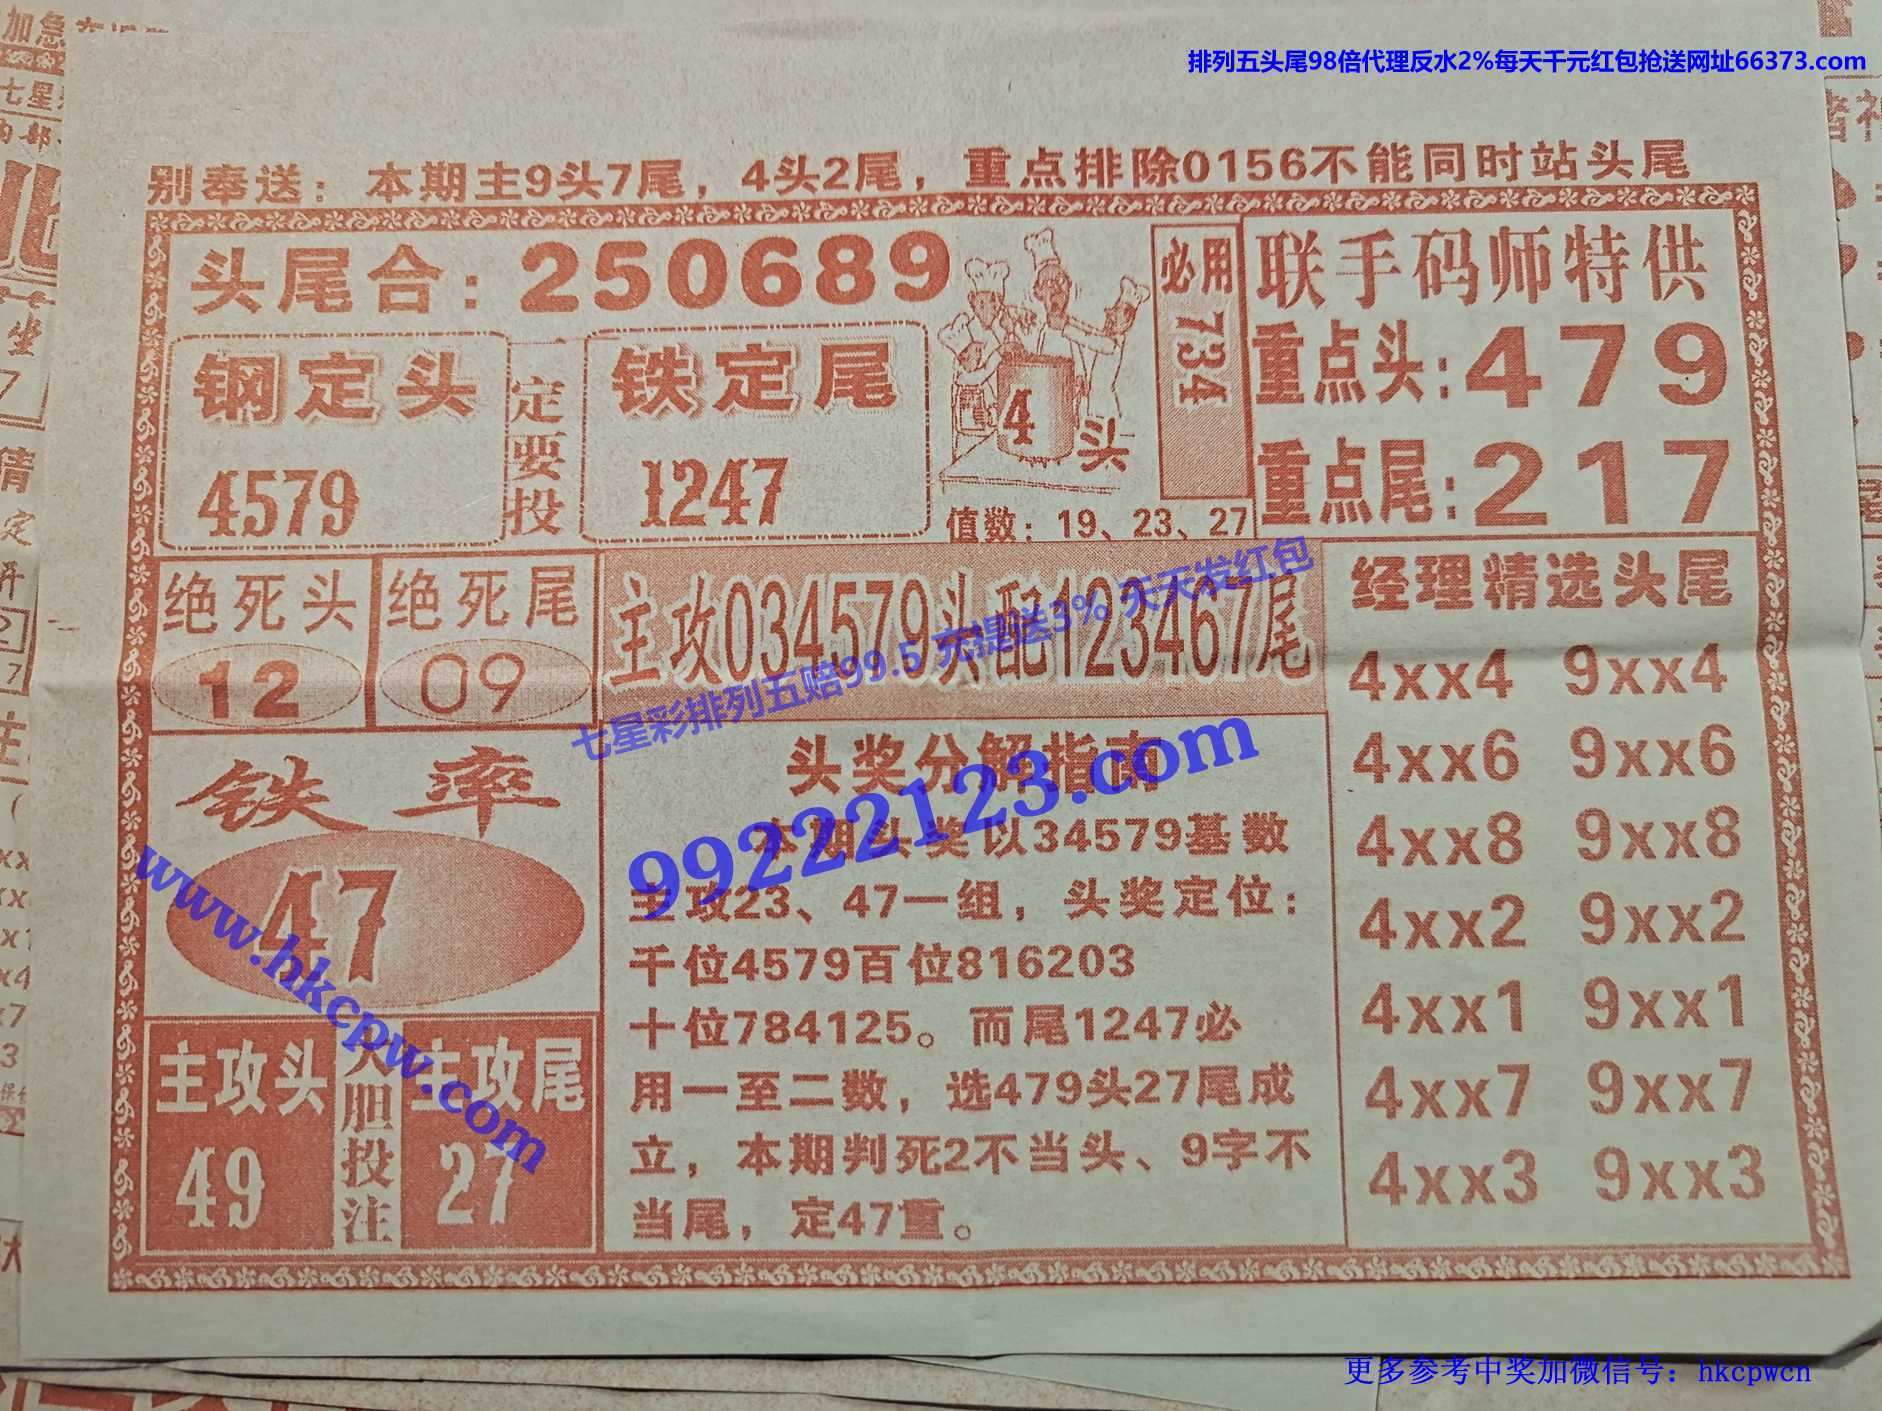 排列五头尾98倍代理反水2%每天千元红包抢送网址66373.com
别奉送：本期主9头7尾，4头2尾，重点排除0156不能同时站头尾
头尾合：250689
钢定头
4579
一定要投
铁定尾
1247
4头
值数：19、23、27
必用734
联手码师特供
重点头：479
重点尾：217
绝死头
12
绝死尾
09
主攻034579头配123467尾
七星彩排列五赔99.5 充提送3% 天天发红包
99222123.com
铁率
47
www.hkcpw.com
主攻头
49
大胆投注
主攻尾
27
头奖分解指南
本期头奖以34579基数
主攻23、47一组，头奖定位：
千位4579百位816203
十位784125。而尾1247必
用一至二数，选479头27尾成
立，本期判死2不当头、9字不
当尾，定47重。
经理精选头尾
4xx4 9xx4
4xx6 9xx6
4xx8 9xx8
4xx2 9xx2
4xx1 9xx1
4xx7 9xx7
4xx3 9xx3
更多参考中奖加微信号：hkcpwcn